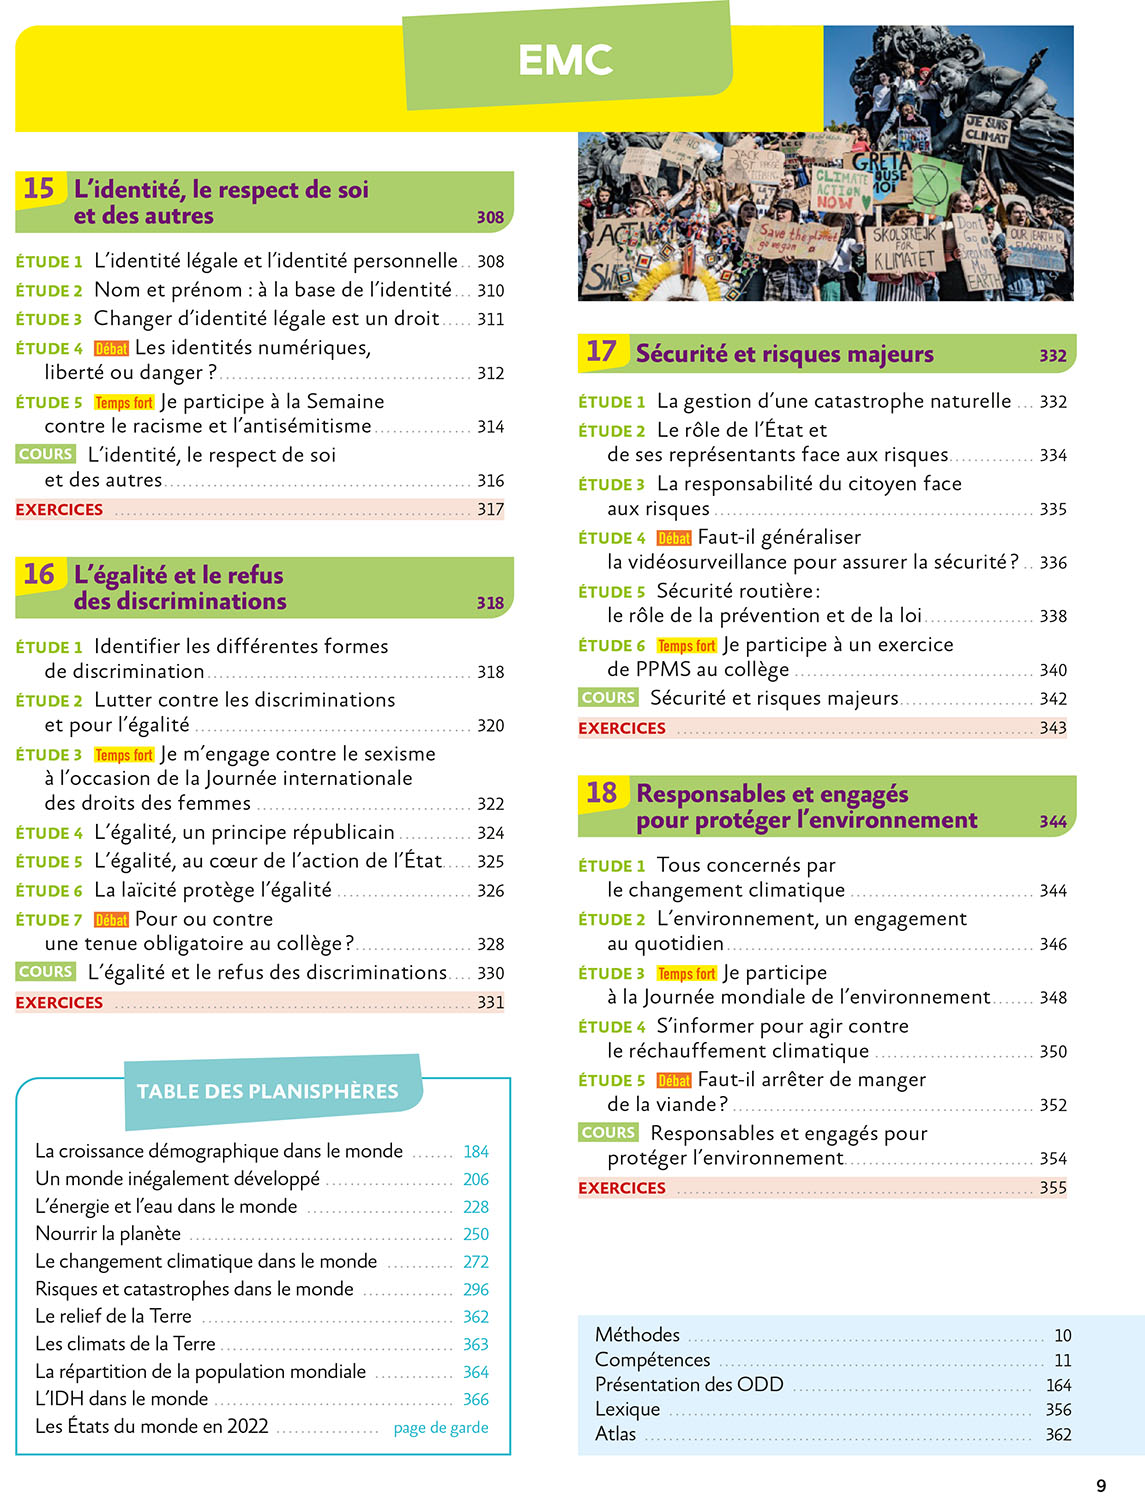 EMC
15 L'identité, le respect de soi
et des autres 308
ÉTUDE 1 L'identité légale et l'identité personnelle .. 308
ÉTUDE 2 Nom et prénom : à la base de l'identité ... 310
ÉTUDE 3 Changer d'identité légale est un droit ..... 311
ÉTUDE 4 Débat Les identités numériques,
liberté ou danger ? ..... 312
ÉTUDE 5 Temps fort Je participe à la Semaine
contre le racisme et l'antisémitisme ..... 314
COURS L'identité, le respect de soi
et des autres ..... 316
EXERCICES ..... 317
16 L'égalité et le refus
des discriminations 318
ÉTUDE 1 Identifier les différentes formes
de discrimination ..... 318
ÉTUDE 2 Lutter contre les discriminations
et pour l'égalité ..... 320
ÉTUDE 3 Temps fort Je m'engage contre le sexisme
à l'occasion de la Journée internationale
des droits des femmes ..... 322
ÉTUDE 4 L'égalité, un principe républicain ..... 324
ÉTUDE 5 L'égalité, au cœur de l'action de l'État ..... 325
ÉTUDE 6 La laïcité protège l'égalité ..... 326
ÉTUDE 7 Débat Pour ou contre
une tenue obligatoire au collège ? ..... 328
COURS L'égalité et le refus des discriminations .... 330
EXERCICES ..... 331
TABLE DES PLANISPHÈRES
La croissance démographique dans le monde ..... 184
Un monde inégalement développé ..... 206
L'énergie et l'eau dans le monde ..... 228
Nourrir la planète ..... 250
Le changement climatique dans le monde ..... 272
Risques et catastrophes dans le monde ..... 296
Le relief de la Terre ..... 362
Les climats de la Terre ..... 363
La répartition de la population mondiale ..... 364
L'IDH dans le monde ..... 366
Les États du monde en 2022 ..... page de garde
JE SUIS
CLIMAT
GRETA
CLIMATE
ACTION
NOW
Save the planet
go vegan
SKOLSTREJK
FOR
KLIMATET
Don't
OUR EARTH IS
17 Sécurité et risques majeurs 332
ÉTUDE 1 La gestion d'une catastrophe naturelle ... 332
ÉTUDE 2 Le rôle de l'État et
de ses représentants face aux risques ..... 334
ÉTUDE 3 La responsabilité du citoyen face
aux risques ..... 335
ÉTUDE 4 Débat Faut-il généraliser
la vidéosurveillance pour assurer la sécurité ? .. 336
ÉTUDE 5 Sécurité routière :
le rôle de la prévention et de la loi ..... 338
ÉTUDE 6 Temps fort Je participe à un exercice
de PPMS au collège ..... 340
COURS Sécurité et risques majeurs ..... 342
EXERCICES ..... 343
18 Responsables et engagés
pour protéger l'environnement 344
ÉTUDE 1 Tous concernés par
le changement climatique ..... 344
ÉTUDE 2 L'environnement, un engagement
au quotidien ..... 346
ÉTUDE 3 Temps fort Je participe
à la Journée mondiale de l'environnement ..... 348
ÉTUDE 4 S'informer pour agir contre
le réchauffement climatique ..... 350
ÉTUDE 5 Débat Faut-il arrêter de manger
de la viande ? ..... 352
COURS Responsables et engagés pour
protéger l'environnement ..... 354
EXERCICES ..... 355
Méthodes ..... 10
Compétences ..... 11
Présentation des ODD ..... 164
Lexique ..... 356
Atlas ..... 362
9